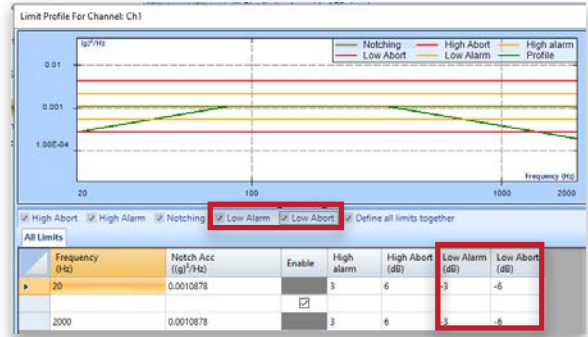 Limit Profile For Channel: Ch1
(g)²/Hz
Notching High Abort High alarm
Low Abort Low Alarm Profile
0.01
0.001
1.00E-04
Frequency (Hz)
20 100 1000 2000
High Abort High Alarm Notching Low Alarm Low Abort Define all limits together
All Limits
Frequency (Hz) Notch Acc ((g)²/Hz) Enable High alarm High Abort (dB) Low Alarm (dB) Low Abort (dB)
20 0.0010878 3 6 -3 -6
2000 0.0010878 3 6 -3 -6